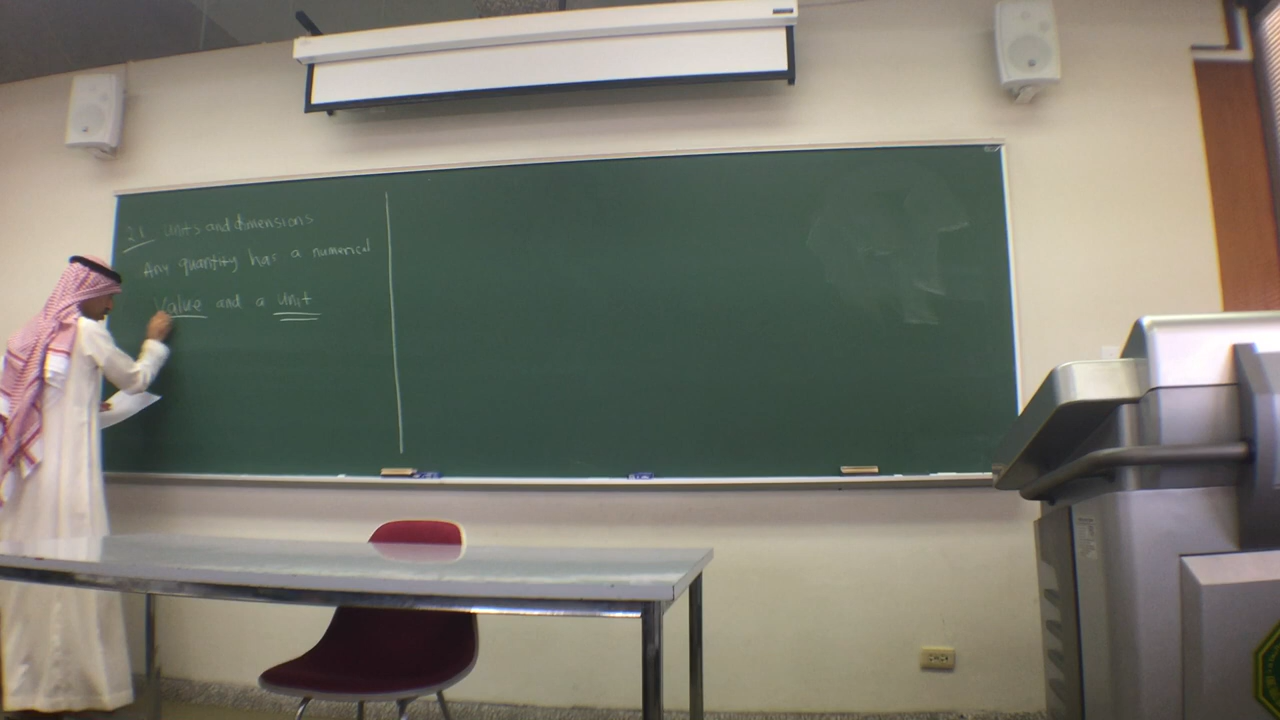 2.1 units and dimensions
Any quantity has a numerical
Value and a unit